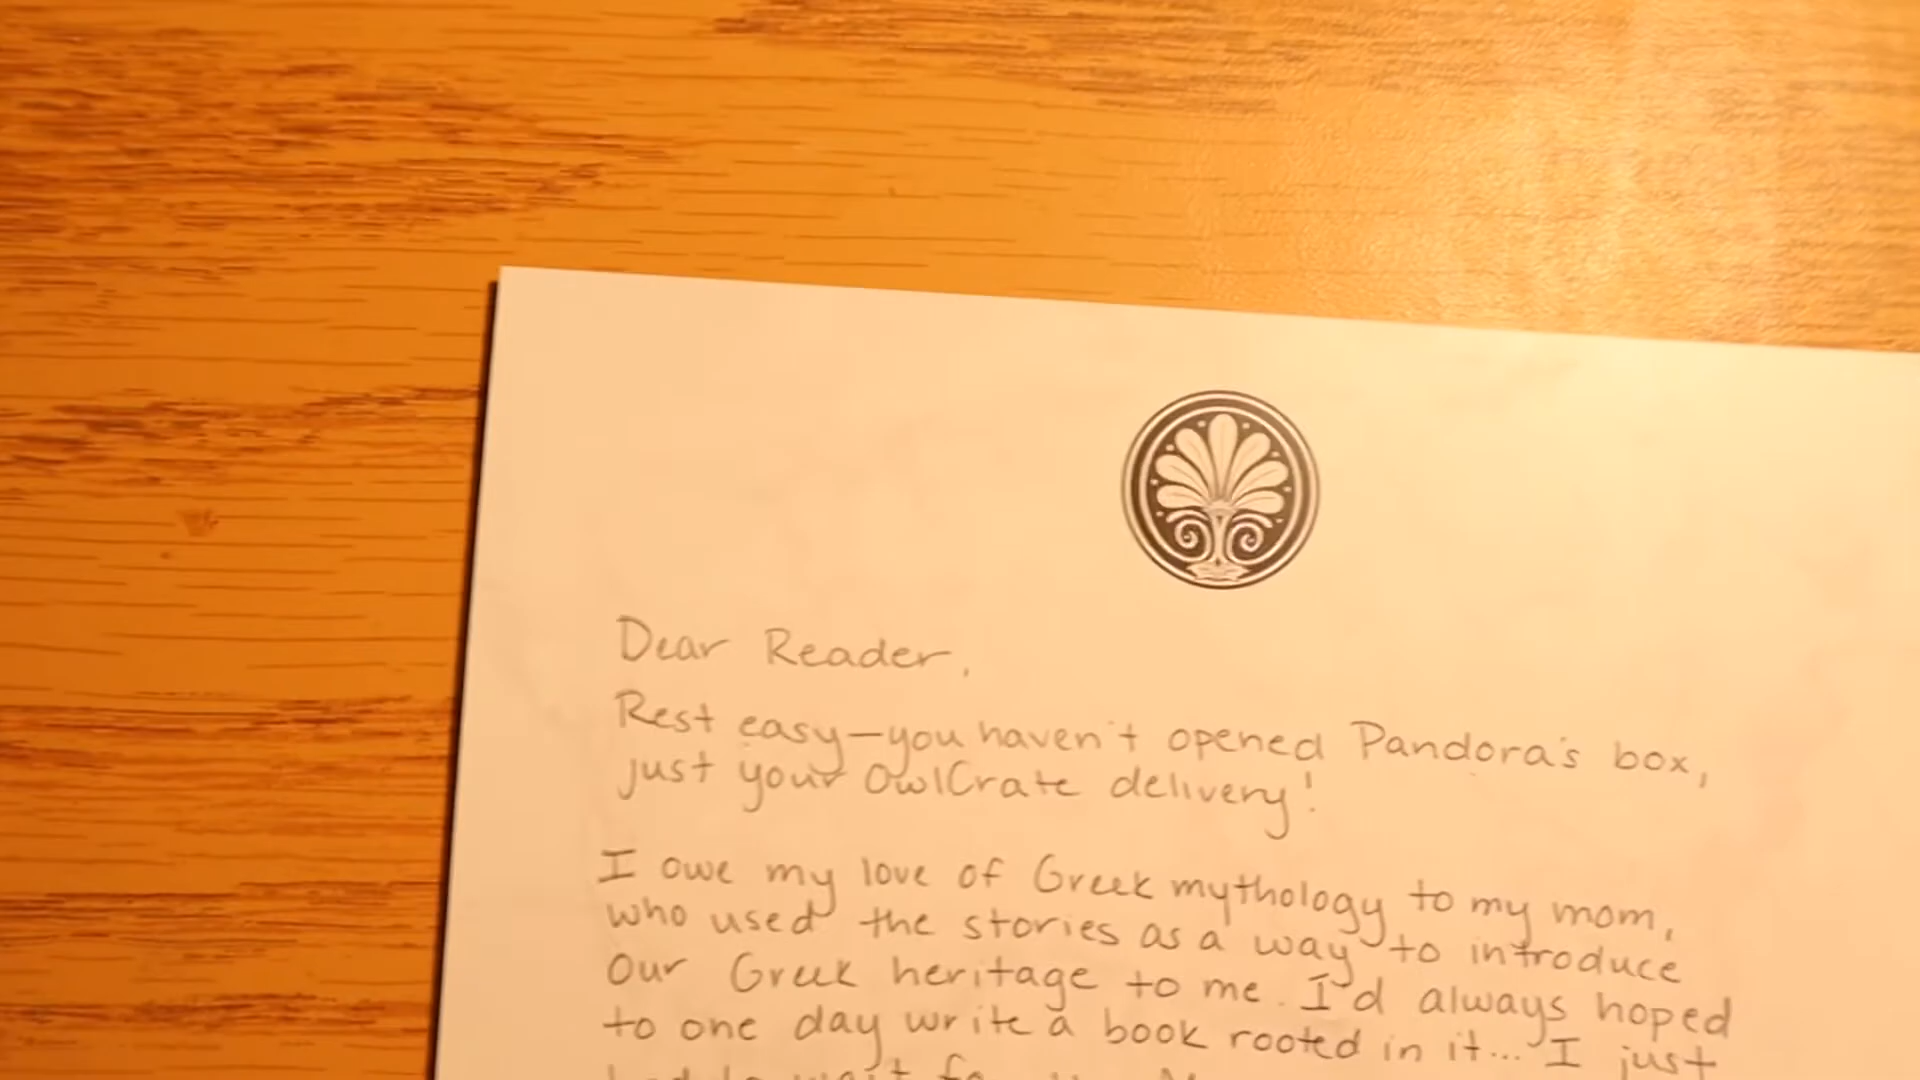 Dear Reader,
Rest easy—you haven't opened Pandora's box,
just your OwlCrate delivery!
I owe my love of Greek mythology to my mom,
who used the stories as a way to introduce
our Greek heritage to me. I'd always hoped
to one day write a book rooted in it... I just